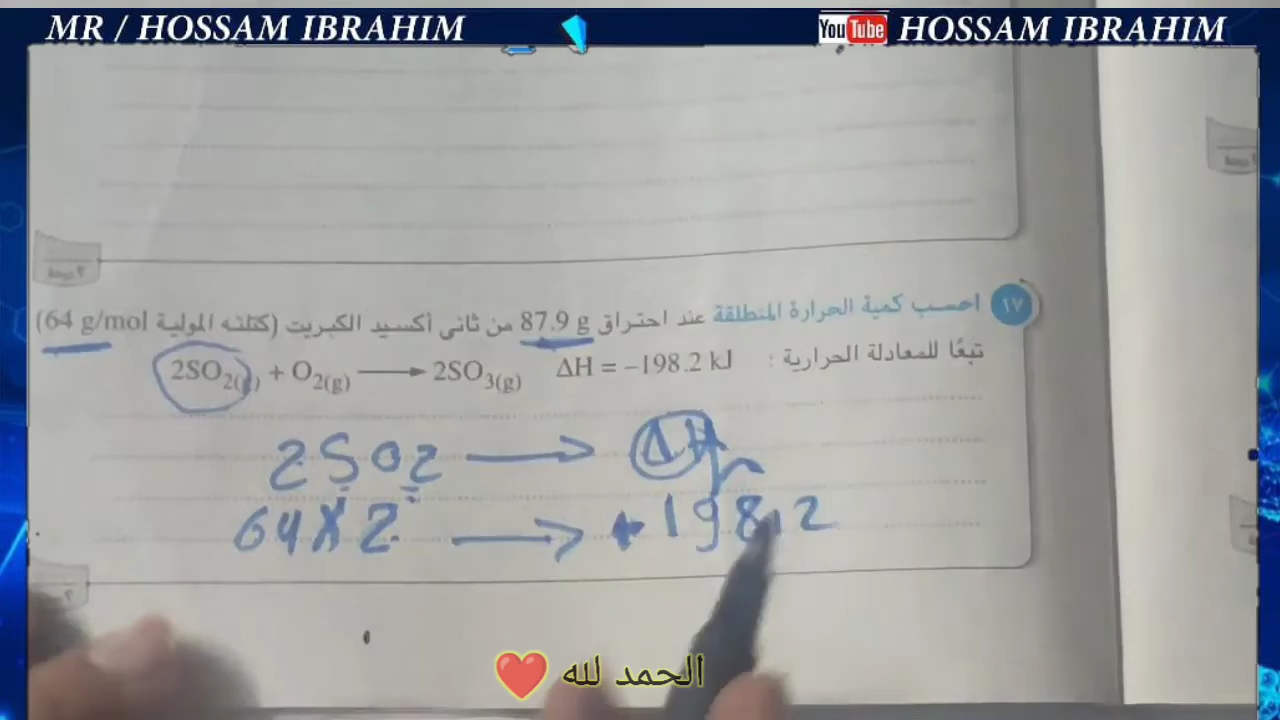 MR / HOSSAM IBRAHIM
YouTube HOSSAM IBRAHIM
١٧ احسب كمية الحرارة المنطلقة عند احتراق 87.9 g من ثانى أكسيد الكبريت (كتلته المولية 64 g/mol)
تبعًا للمعادلة الحرارية : 2SO2(g) + O2(g) ⟶ 2SO3(g) ΔH = –198.2 kJ
2SO2 ⟶ ΔH
64 X 2 ⟶ 198.2
الحمد لله ❤